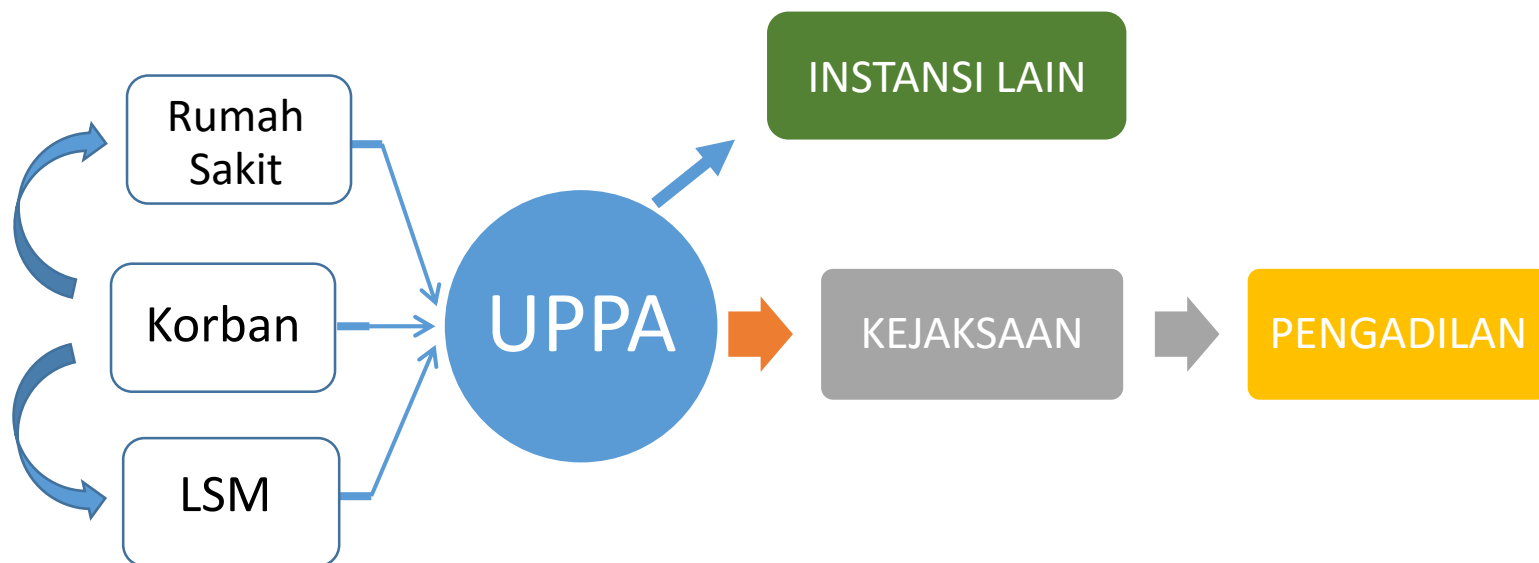 INSTANSI LAIN
Rumah
Sakit
Korban
UPPA
KEJAKSAAN
PENGADILAN
LSM